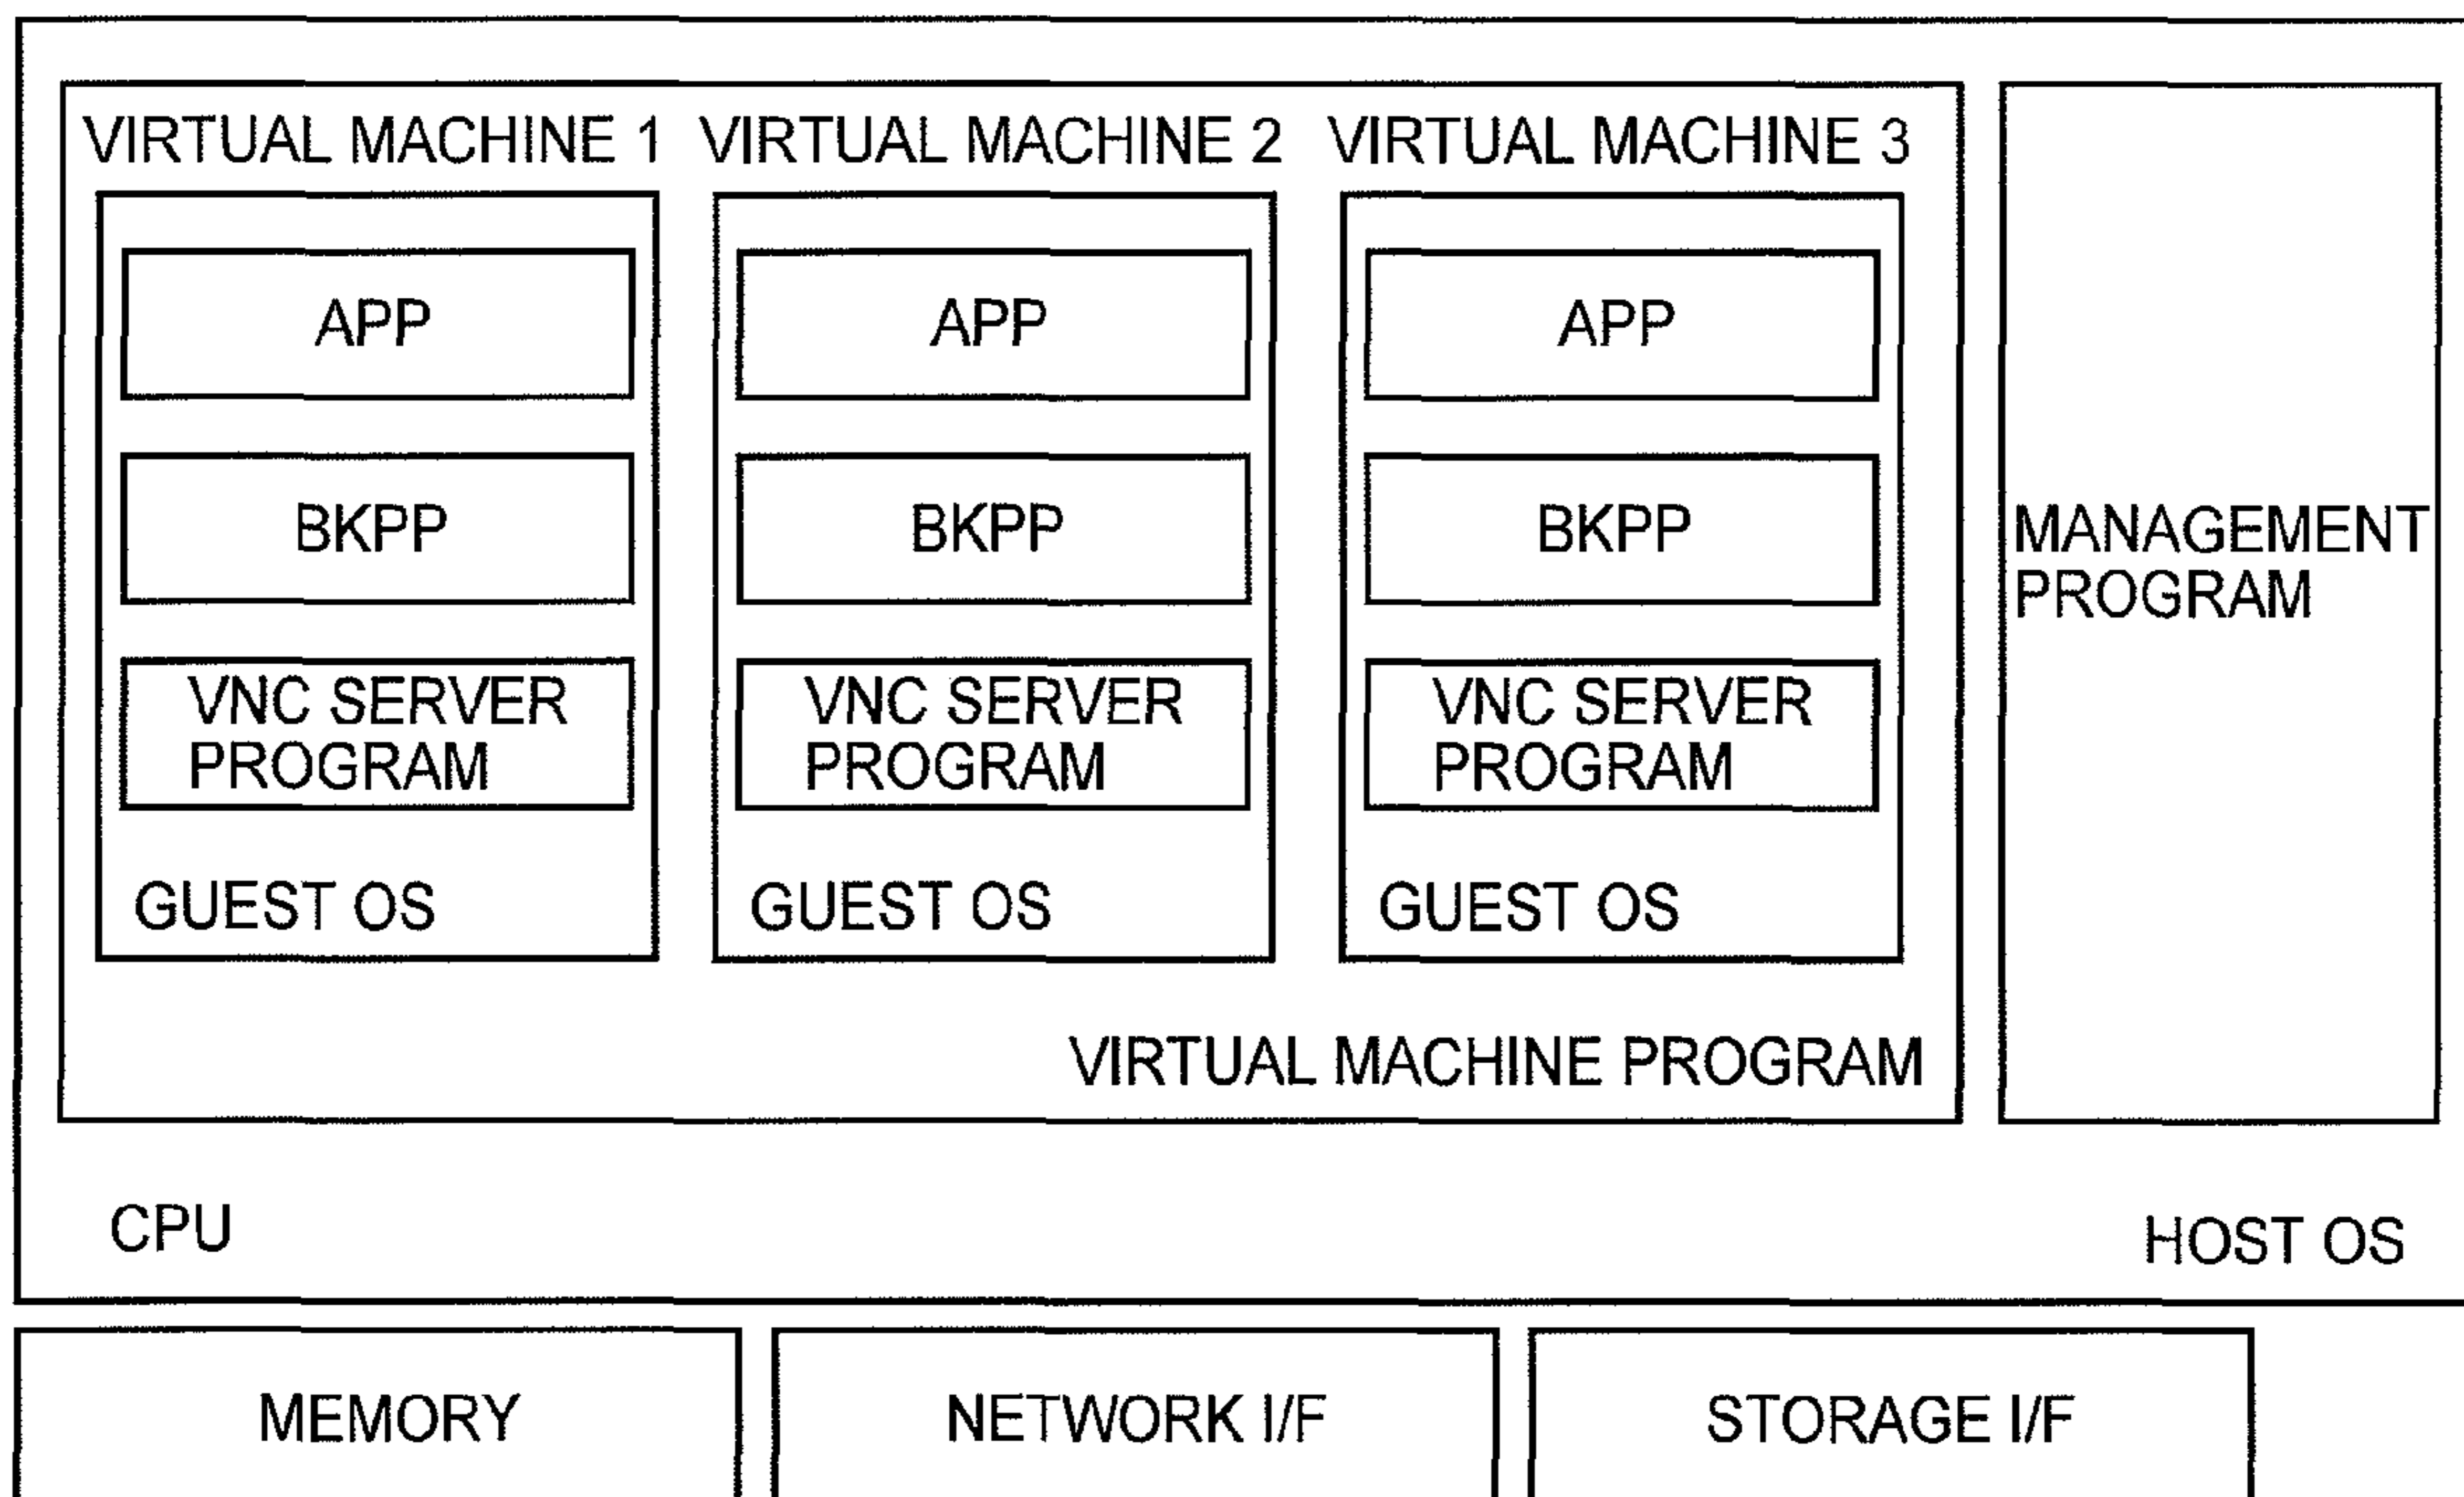 VIRTUAL MACHINE 1 VIRTUAL MACHINE 2 VIRTUAL MACHINE 3
APP APP APP
BKPP BKPP BKPP
MANAGEMENT
PROGRAM
VNC SERVER
PROGRAM
VNC SERVER
PROGRAM
VNC SERVER
PROGRAM
GUEST OS GUEST OS GUEST OS
VIRTUAL MACHINE PROGRAM
CPU HOST OS
MEMORY NETWORK I/F STORAGE I/F